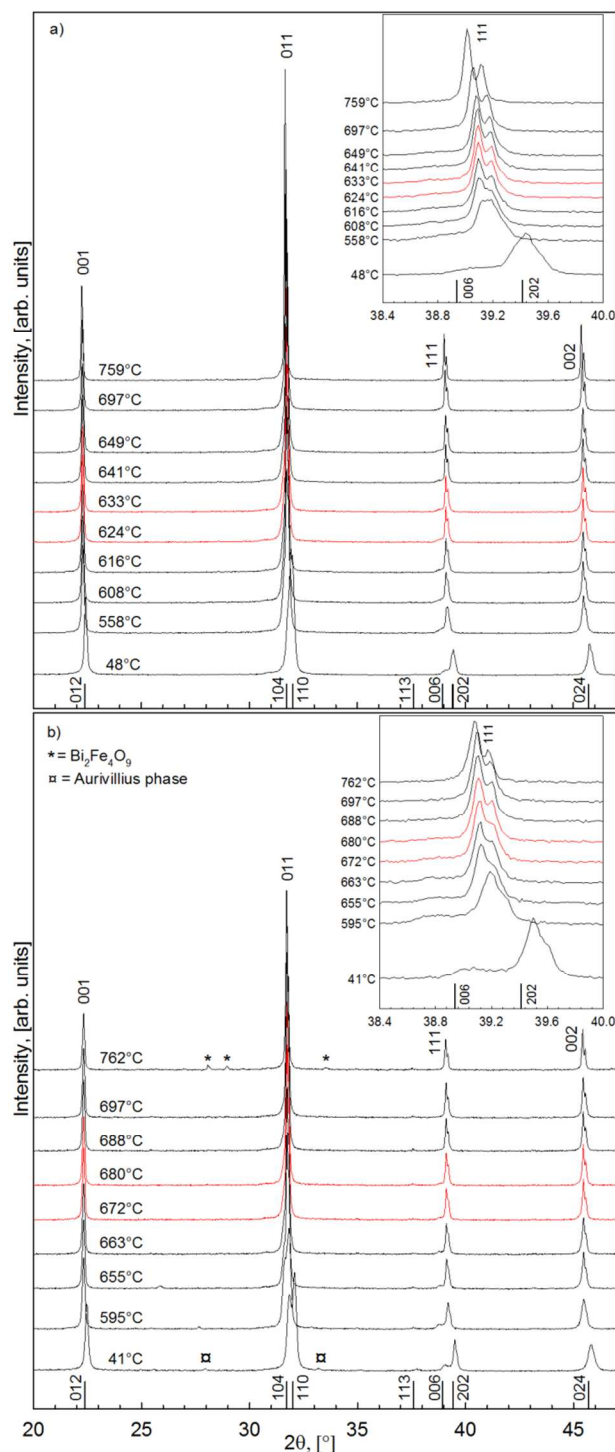 a)
011
001
111
002
Intensity, [arb. units]
759°C
697°C
649°C
641°C
633°C
624°C
616°C
608°C
558°C
48°C
012
104
110
113
006
202
024
111
759°C
697°C
649°C
641°C
633°C
624°C
616°C
608°C
558°C
48°C
006
202
38.4 38.8 39.2 39.6 40.0
b)
* = Bi₂Fe₄O₉
¤ = Aurivillius phase
011
001
111
002
Intensity, [arb. units]
* * *
762°C
697°C
688°C
680°C
672°C
663°C
655°C
595°C
41°C
¤ ¤
012
104
110
113
006
202
024
111
762°C
697°C
688°C
680°C
672°C
663°C
655°C
595°C
41°C
006
202
38.4 38.8 39.2 39.6 40.0
20 25 30 35 40 45
2θ, [°]